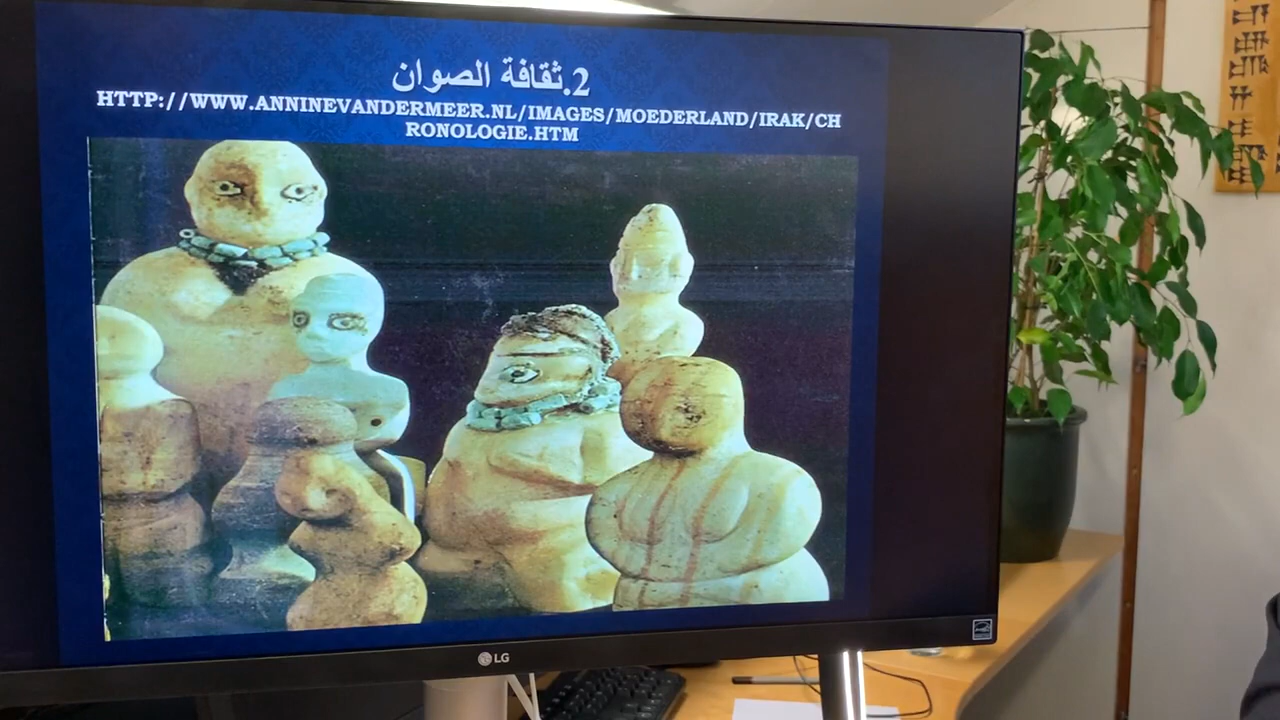 2.ثقافة الصوان
HTTP://WWW.ANNINEVANDERMEER.NL/IMAGES/MOEDERLAND/IRAK/CH
RONOLOGIE.HTM
LG